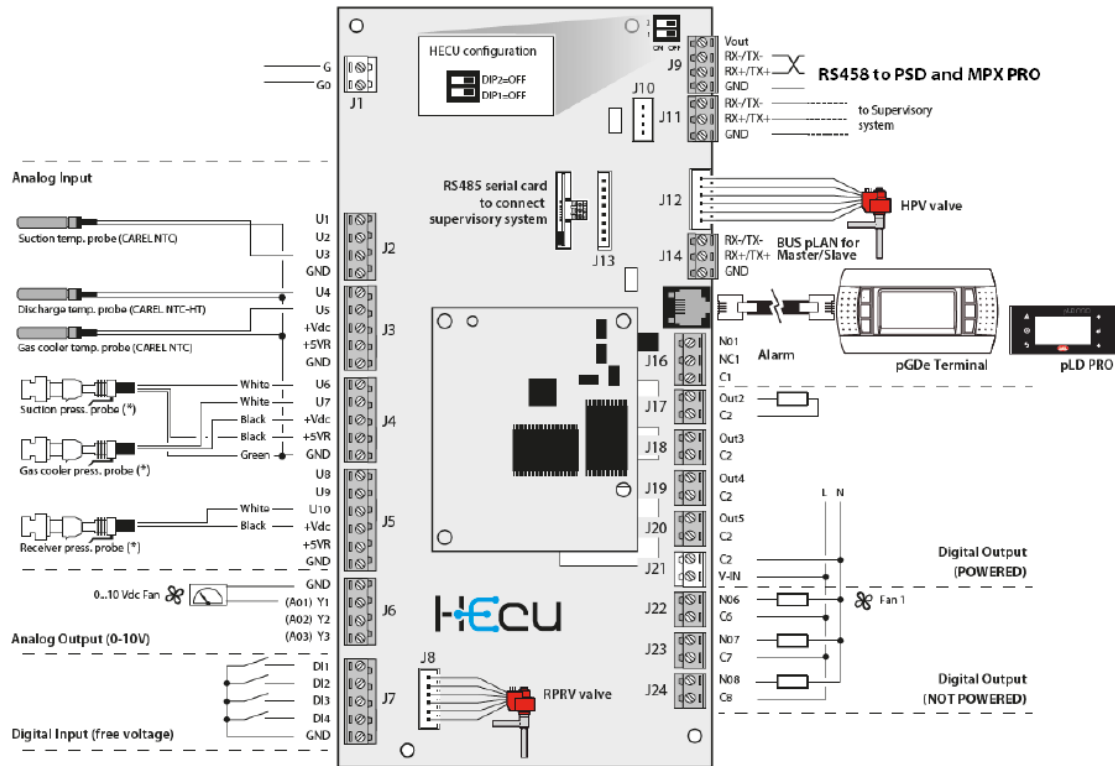 HECU configuration
DIP2=OFF
DIP1=OFF
ON OFF
G
G0
J1
Analog Input
Suction temp. probe (CAREL NTC)
U1
U2
U3
GND
J2
Discharge temp. probe (CAREL NTC-HT)
Gas cooler temp. probe (CAREL NTC)
U4
U5
+Vdc
+5VR
GND
J3
Suction press. probe (*)
Gas cooler press. probe (*)
White
White
Black
Black
Green
U6
U7
+Vdc
+5VR
GND
J4
Receiver press. probe (*)
White
Black
U8
U9
U10
+Vdc
+5VR
GND
J5
0...10 Vdc Fan
GND
(A01) Y1
(A02) Y2
(A03) Y3
J6
Analog Output (0-10V)
DI1
DI2
DI3
DI4
GND
J7
Digital Input (free voltage)
HECU
J8
RPRV valve
J9
Vout
RX-/TX-
RX+/TX+
GND
RS458 to PSD and MPX PRO
J10
J11
RX-/TX-
RX+/TX+
GND
to Supervisory
system
RS485 serial card
to connect
supervisory system
J13
J12
HPV valve
J14
RX-/TX-
RX+/TX+
GND
BUS pLAN for
Master/Slave
pGDe Terminal
pLD PRO
J16
N01
NC1
C1
Alarm
J17
Out2
C2
J18
Out3
C2
J19
Out4
C2
J20
Out5
C2
J21
C2
V-IN
L N
Digital Output
(POWERED)
J22
N06
C6
Fan 1
J23
N07
C7
J24
N08
C8
Digital Output
(NOT POWERED)